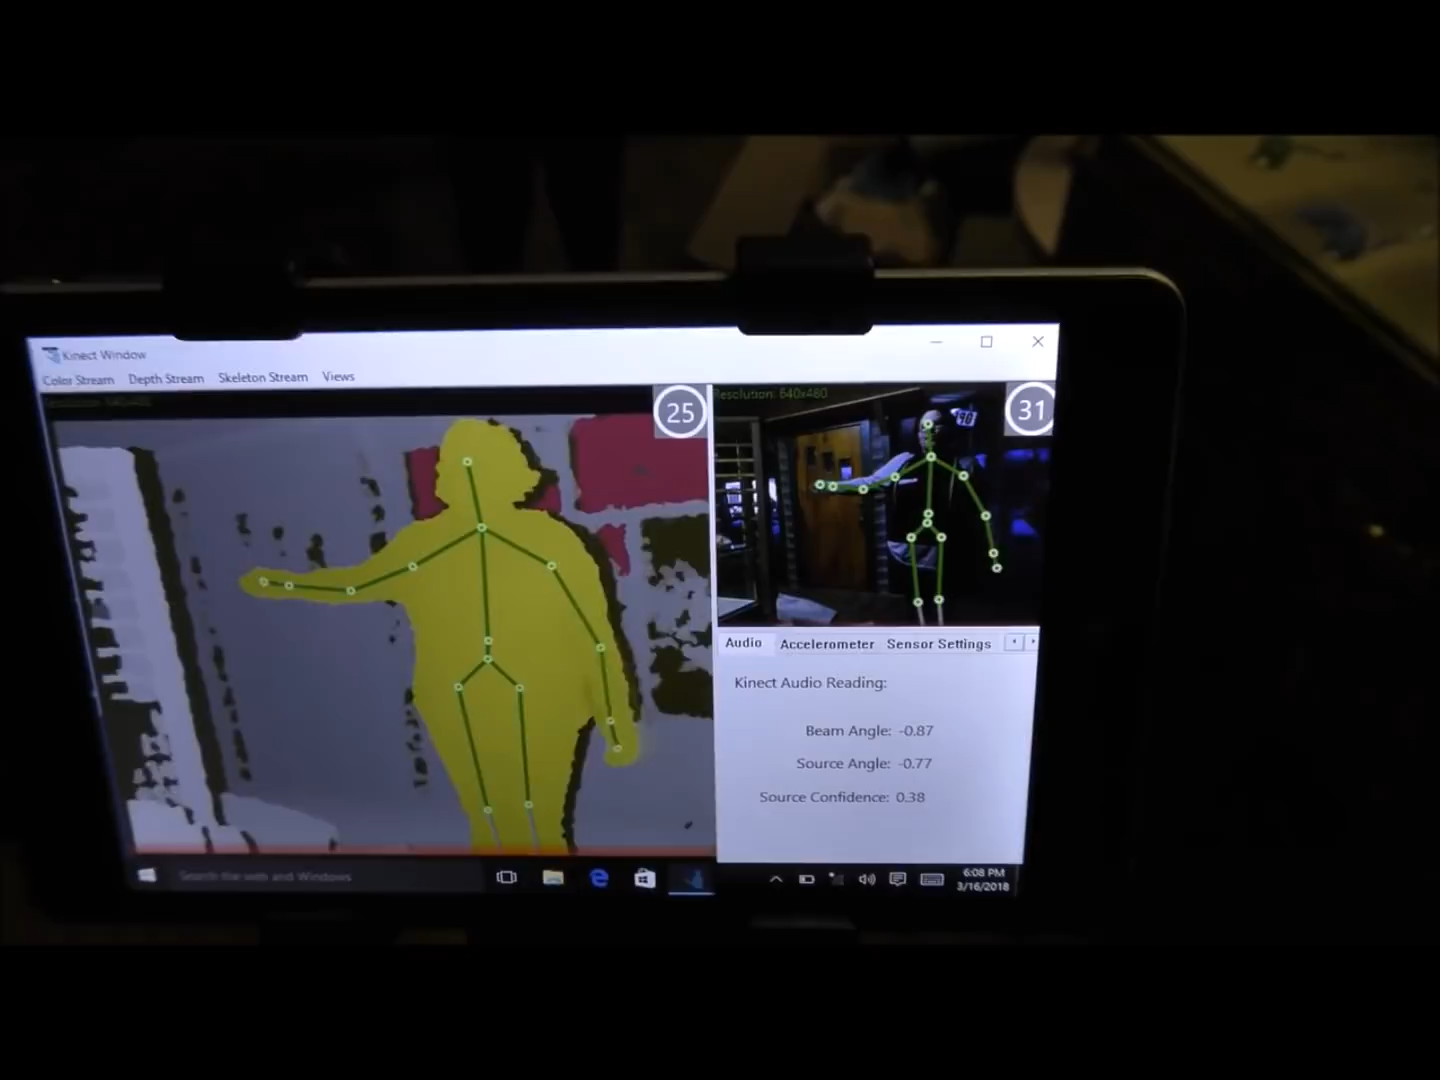 Kinect Window
Color Stream Depth Stream Skeleton Stream Views
25
Resolution: 640x480
31
Audio Accelerometer Sensor Settings
Kinect Audio Reading:
Beam Angle: -0.87
Source Angle: -0.77
Source Confidence: 0.38
Search the web and Windows
6:08 PM
3/16/2018